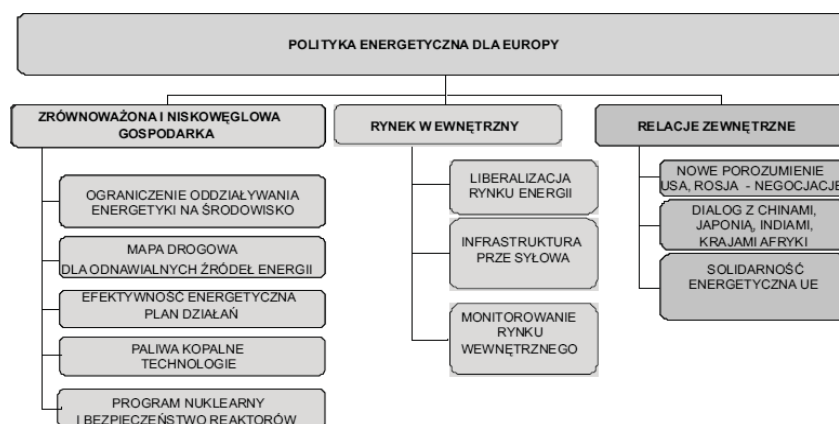 POLITYKA ENERGETYCZNA DLA EUROPY
ZRÓWNOWAŻONA I NISKOWĘGLOWA
GOSPODARKA
OGRANICZENIE ODDZIAŁYWANIA
ENERGETYKI NA ŚRODOWISKO
MAPA DROGOWA
DLA ODNAWIALNYCH ŹRÓDEŁ ENERGII
EFEKTYWNOŚĆ ENERGETYCZNA
PLAN DZIAŁAŃ
PALIWA KOPALNE
TECHNOLOGIE
PROGRAM NUKLEARNY
I BEZPIECZEŃSTWO REAKTORÓW
RYNEK W EWNĘTRZNY
LIBERALIZACJA
RYNKU ENERGII
INFRASTRUKTURA
PRZE SYŁOWA
MONITOROWANIE
RYNKU
WEWNĘTRZNEGO
RELACJE ZEWNĘTRZNE
NOWE POROZUMIENIE
USA, ROSJA - NEGOCJACJE
DIALOG Z CHINAMI,
JAPONIĄ, INDIAMI,
KRAJAMI AFRYKI
SOLIDARNOŚĆ
ENERGETYCZNA UE